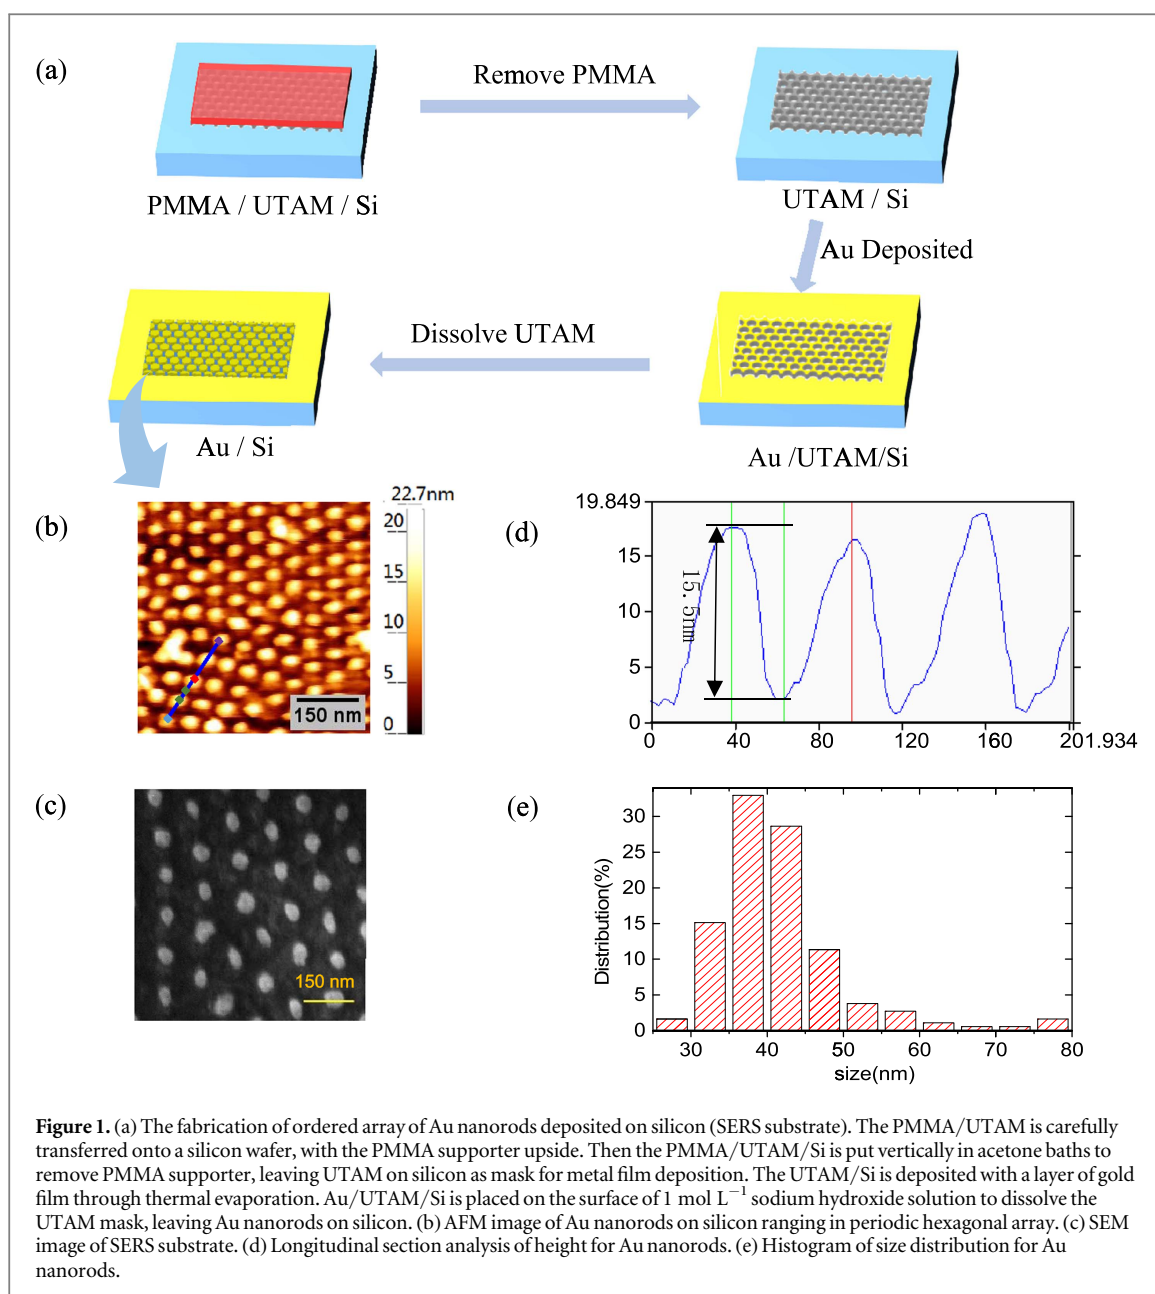 (a)
Remove PMMA
PMMA / UTAM / Si
UTAM / Si
Au Deposited
Dissolve UTAM
Au / Si
Au /UTAM/Si
(b)
22.7nm
20
15
10
5
0
150 nm
(d)
19.849
15
10
5
0
15.5nm
0
40
80
120
160
201.934
(c)
150 nm
(e)
Distribution(%)
30
25
20
15
10
5
0
30
40
50
60
70
80
size(nm)
Figure 1. (a) The fabrication of ordered array of Au nanorods deposited on silicon (SERS substrate). The PMMA/UTAM is carefully
transferred onto a silicon wafer, with the PMMA supporter upside. Then the PMMA/UTAM/Si is put vertically in acetone baths to
remove PMMA supporter, leaving UTAM on silicon as mask for metal film deposition. The UTAM/Si is deposited with a layer of gold
film through thermal evaporation. Au/UTAM/Si is placed on the surface of 1 mol L⁻¹ sodium hydroxide solution to dissolve the
UTAM mask, leaving Au nanorods on silicon. (b) AFM image of Au nanorods on silicon ranging in periodic hexagonal array. (c) SEM
image of SERS substrate. (d) Longitudinal section analysis of height for Au nanorods. (e) Histogram of size distribution for Au
nanorods.